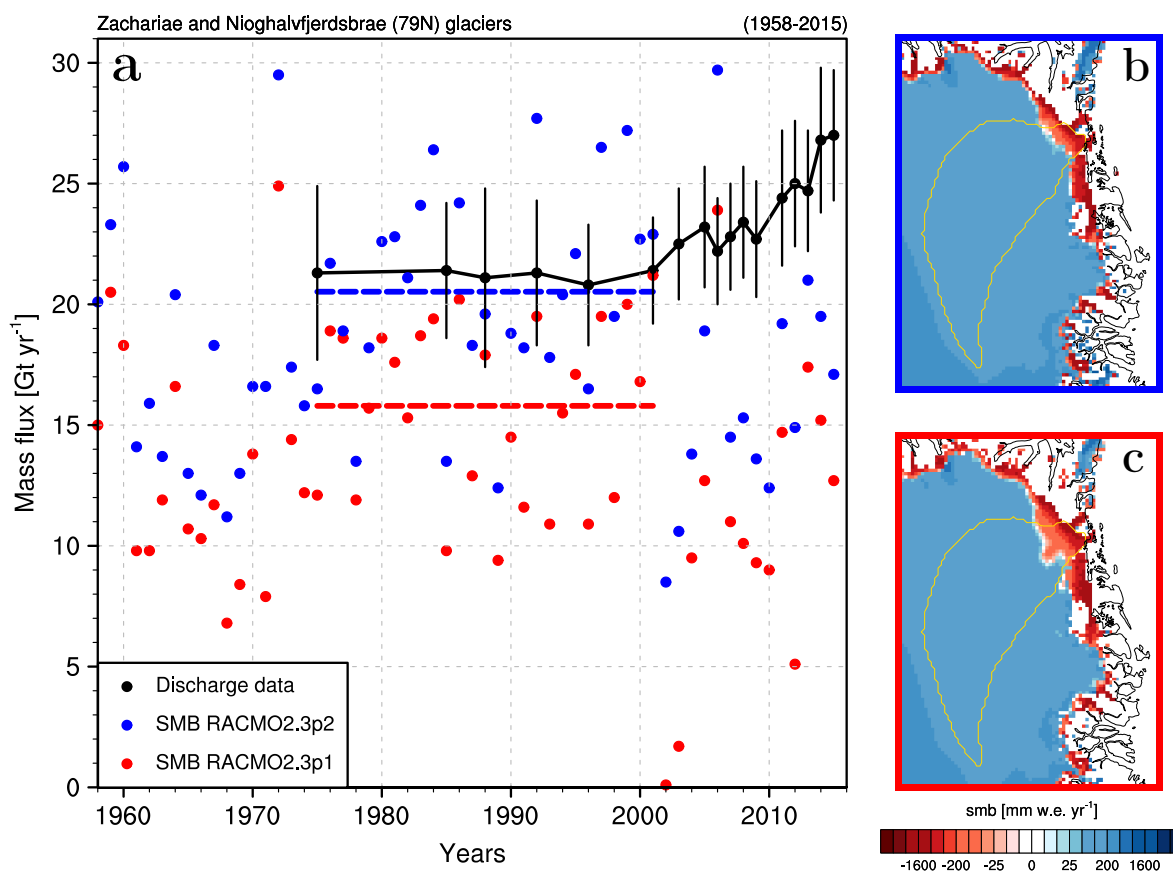 Zachariae and Nioghalvfjerdsbrae (79N) glaciers (1958-2015)
a
30
25
20
15
10
5
0
Mass flux [Gt yr⁻¹]
Discharge data
SMB RACMO2.3p2
SMB RACMO2.3p1
1960 1970 1980 1990 2000 2010
Years
b
c
smb [mm w.e. yr⁻¹]
-1600 -200 -25 0 25 200 1600